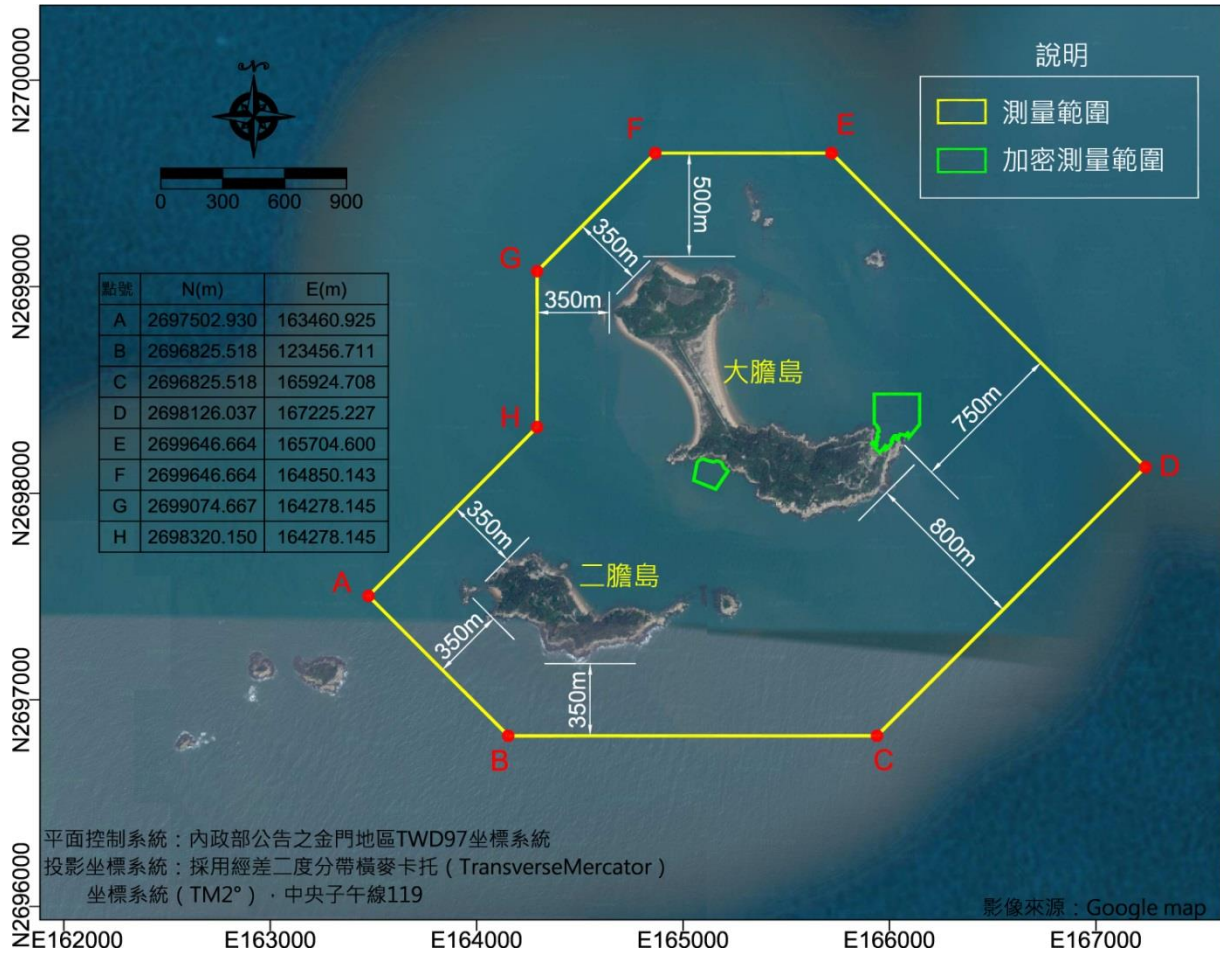 說明
測量範圍
加密測量範圍
0 300 600 900
點號 N(m) E(m)
A 2697502.930 163460.925
B 2696825.518 123456.711
C 2696825.518 165924.708
D 2698126.037 167225.227
E 2699646.664 165704.600
F 2699646.664 164850.143
G 2699074.667 164278.145
H 2698320.150 164278.145
F
E
500m
350m
G
350m
大膽島
H
750m
D
800m
350m
二膽島
A
350m
350m
B
C
N2700000
N2699000
N2698000
N2697000
N2696000
平面控制系統：內政部公告之金門地區TWD97坐標系統
投影坐標系統：採用經差二度分帶橫麥卡托（TransverseMercator）
坐標系統（TM2°），中央子午線119
影像來源：Google map
E162000 E163000 E164000 E165000 E166000 E167000